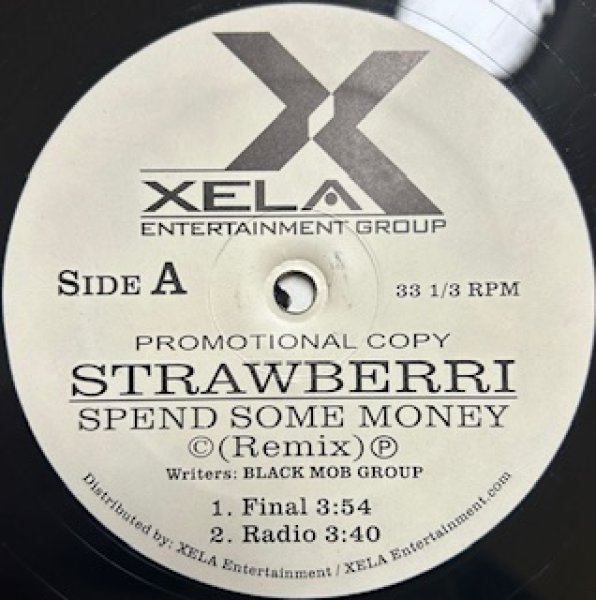 X
XELA
ENTERTAINMENT GROUP
SIDE A
33 1/3 RPM
PROMOTIONAL COPY
STRAWBERRI
SPEND SOME MONEY
©(Remix)℗
Writers: BLACK MOB GROUP
1. Final 3:54
2. Radio 3:40
Distributed by: XELA Entertainment / XELA Entertainment.com